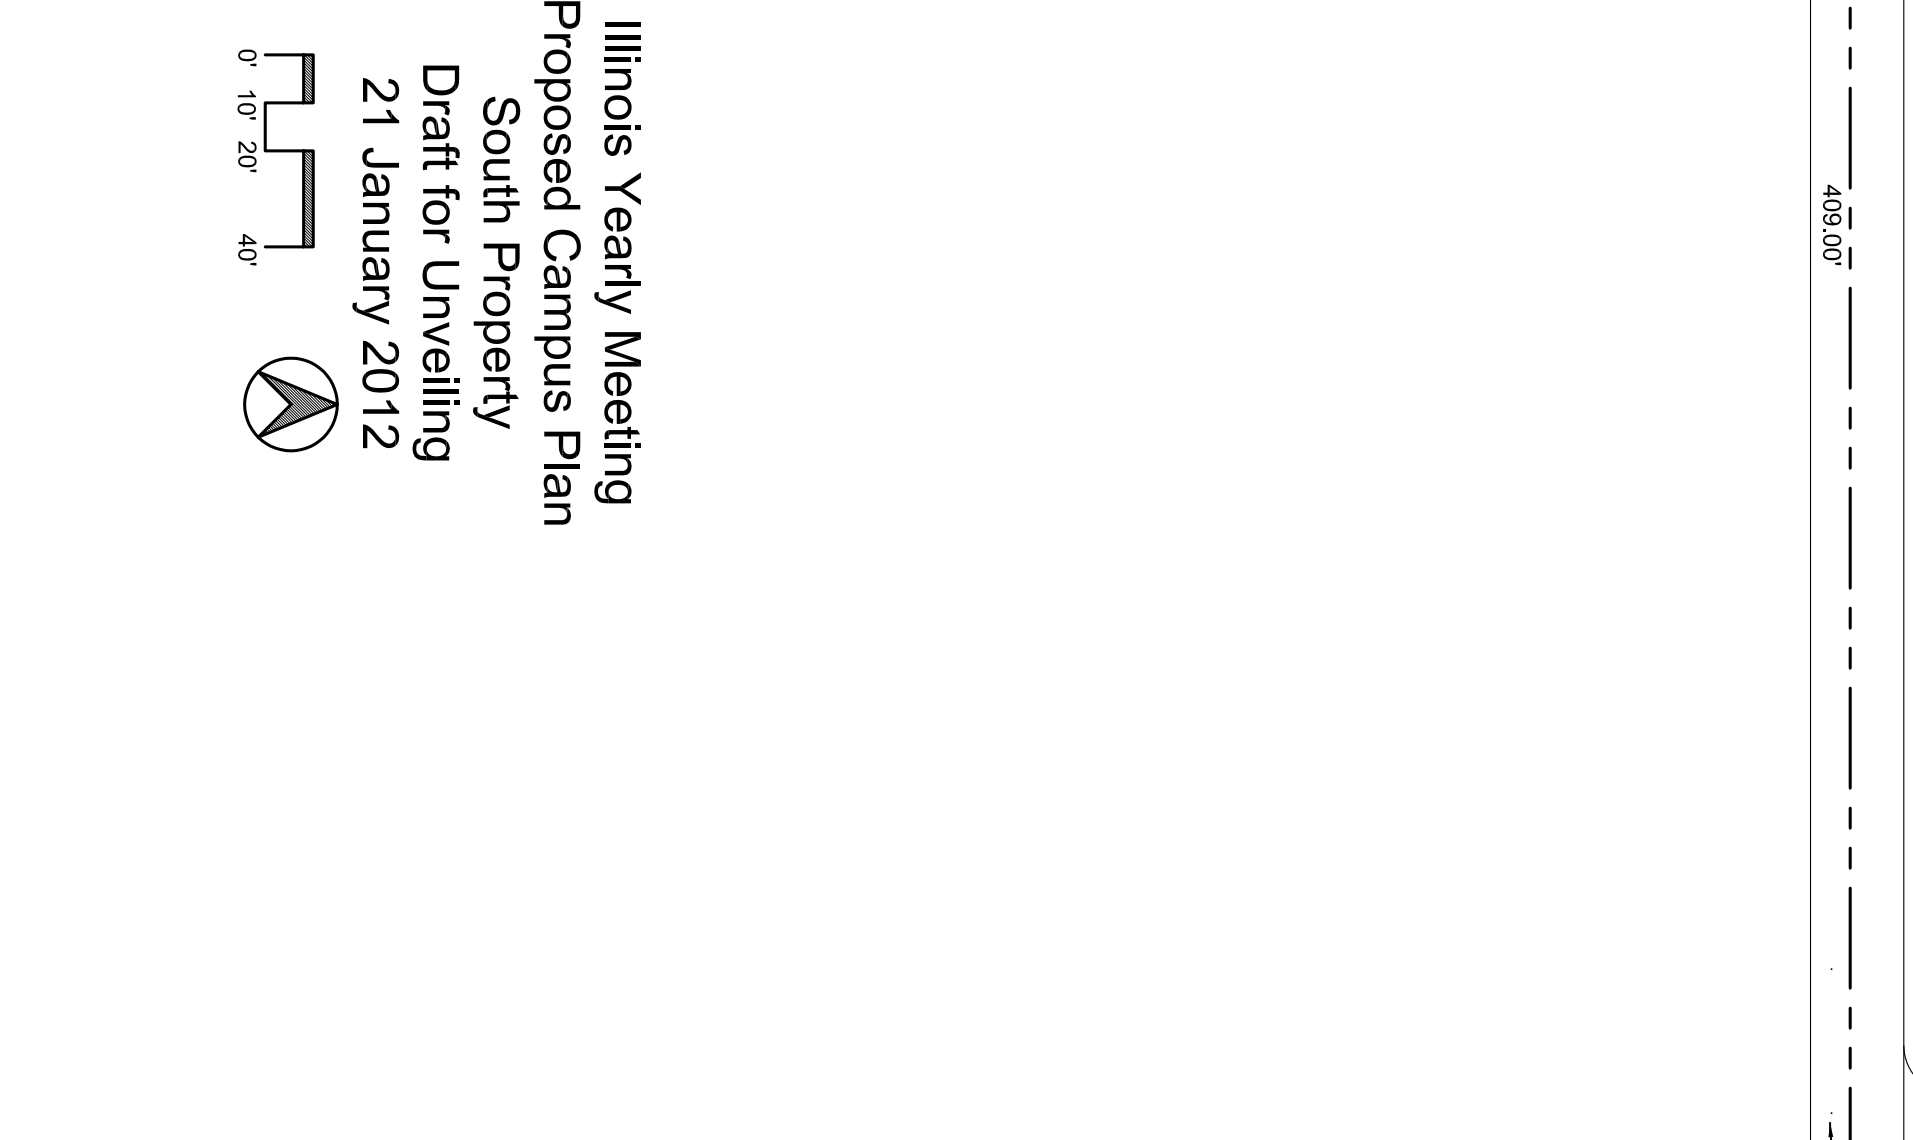 Illinois Yearly Meeting
Proposed Campus Plan
South Property
Draft for Unveiling
21 January 2012
0' 10' 20' 40'
409.00'